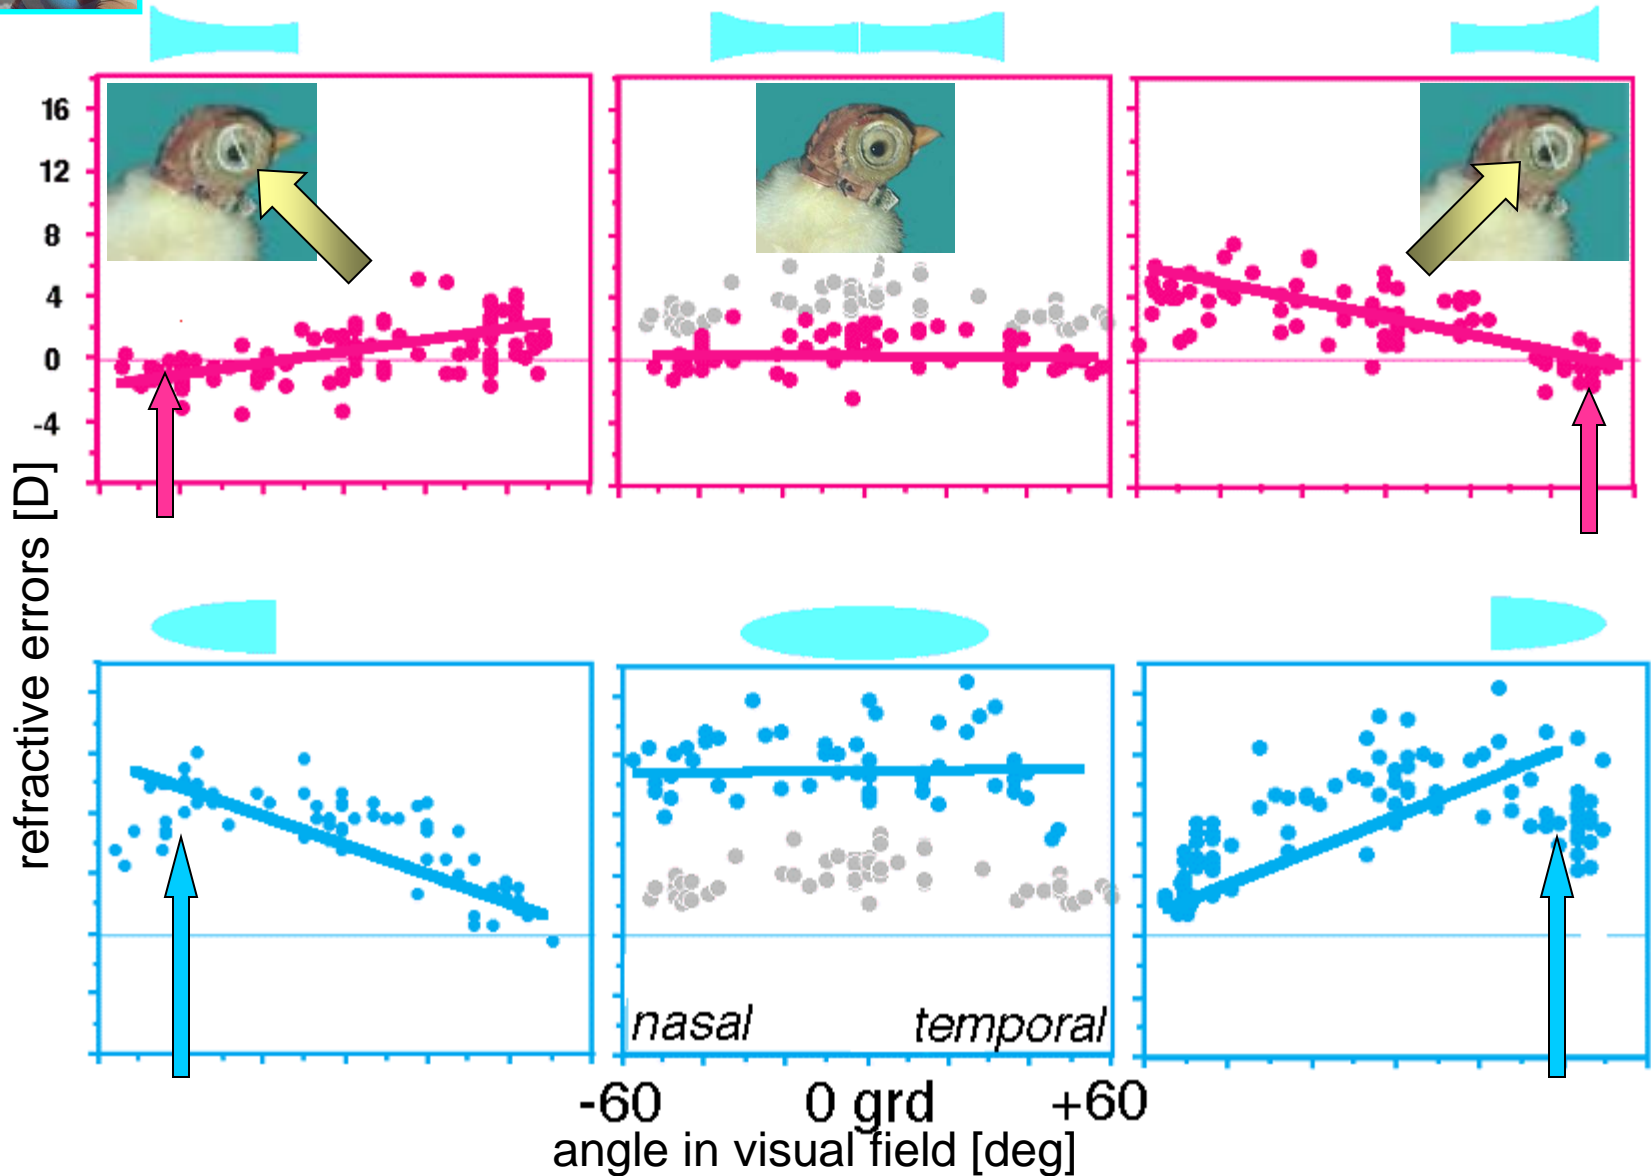 16
12
8
4
0
-4
refractive errors [D]
nasal temporal
-60 0 grd +60
angle in visual field [deg]